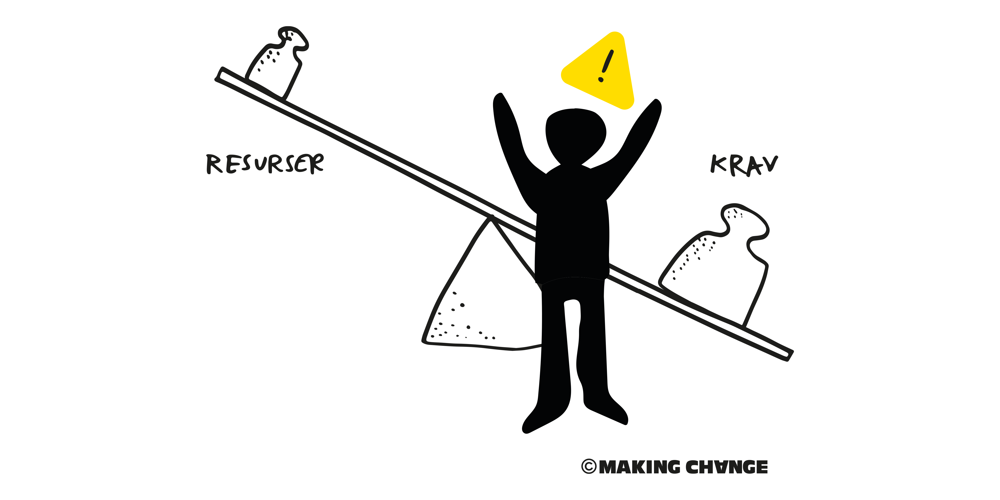 !
RESURSER
KRAV
©MAKING CHANGE